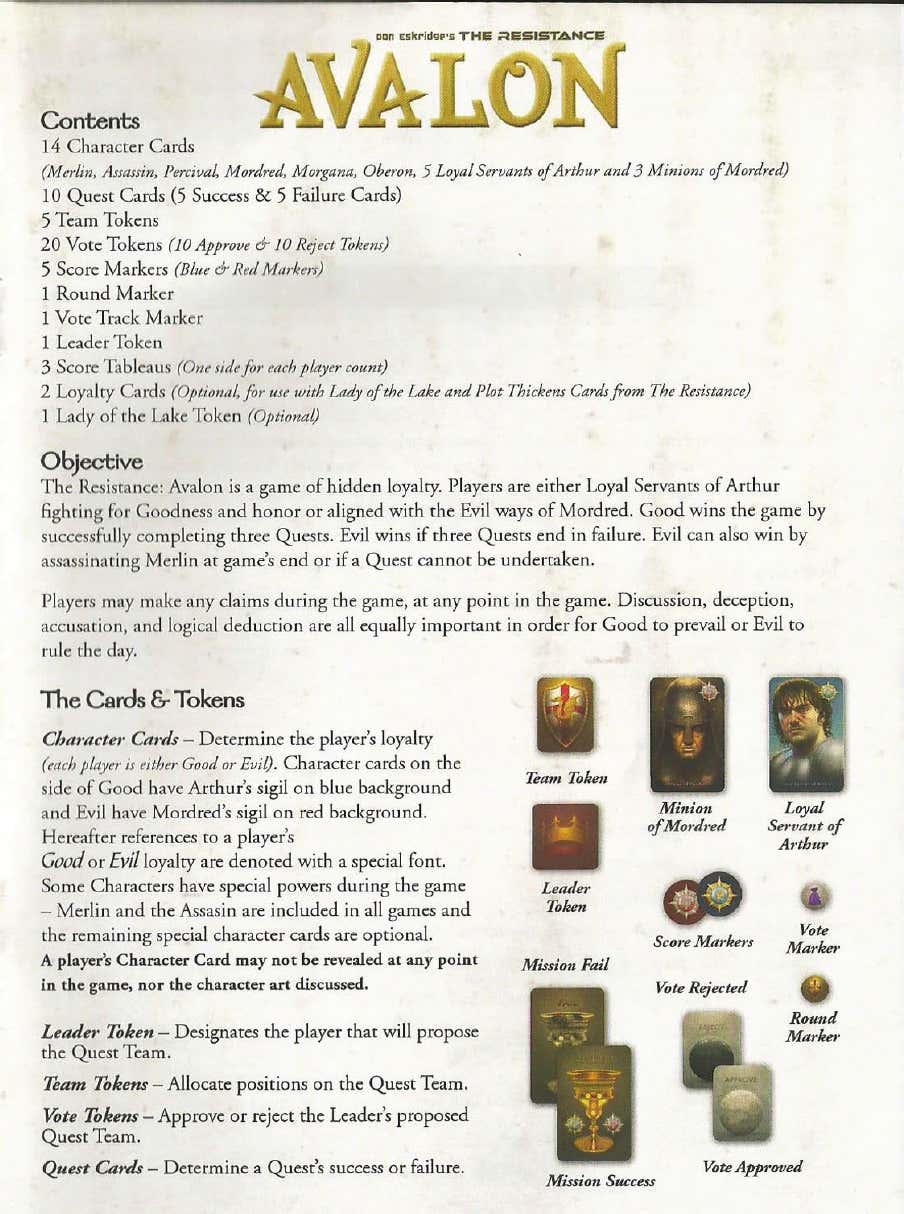 Don Eskridge's THE RESISTANCE
AVALON
Contents
14 Character Cards
(Merlin, Assassin, Percival, Mordred, Morgana, Oberon, 5 Loyal Servants of Arthur and 3 Minions of Mordred)
10 Quest Cards (5 Success & 5 Failure Cards)
5 Team Tokens
20 Vote Tokens (10 Approve & 10 Reject Tokens)
5 Score Markers (Blue & Red Markers)
1 Round Marker
1 Vote Track Marker
1 Leader Token
3 Score Tableaus (One side for each player count)
2 Loyalty Cards (Optional, for use with Lady of the Lake and Plot Thickens Cards from The Resistance)
1 Lady of the Lake Token (Optional)
Objective
The Resistance: Avalon is a game of hidden loyalty. Players are either Loyal Servants of Arthur
fighting for Goodness and honor or aligned with the Evil ways of Mordred. Good wins the game by
successfully completing three Quests. Evil wins if three Quests end in failure. Evil can also win by
assassinating Merlin at game's end or if a Quest cannot be undertaken.
Players may make any claims during the game, at any point in the game. Discussion, deception,
accusation, and logical deduction are all equally important in order for Good to prevail or Evil to
rule the day.
The Cards & Tokens
Character Cards – Determine the player's loyalty
(each player is either Good or Evil). Character cards on the
side of Good have Arthur's sigil on blue background
and Evil have Mordred's sigil on red background.
Hereafter references to a player's
Good or Evil loyalty are denoted with a special font.
Some Characters have special powers during the game
– Merlin and the Assasin are included in all games and
the remaining special character cards are optional.
A player's Character Card may not be revealed at any point
in the game, nor the character art discussed.
Leader Token – Designates the player that will propose
the Quest Team.
Team Tokens – Allocate positions on the Quest Team.
Vote Tokens – Approve or reject the Leader's proposed
Quest Team.
Quest Cards – Determine a Quest's success or failure.
Team Token
Minion
of Mordred
Loyal
Servant of
Arthur
Leader
Token
Score Markers
Vote
Marker
Mission Fail
Vote Rejected
Round
Marker
REJECT
APPROVE
Mission Success
Vote Approved